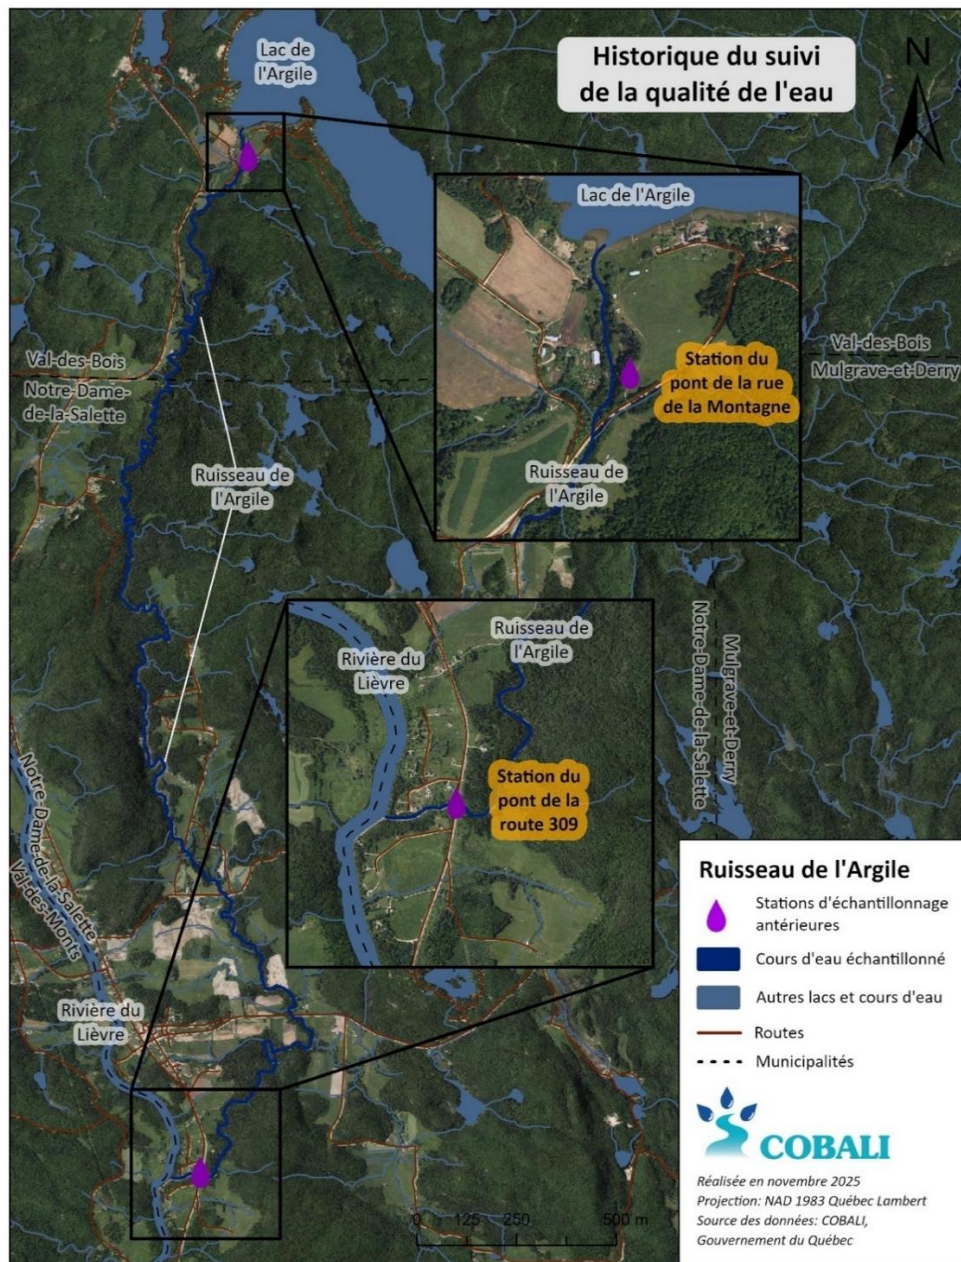 Historique du suivi
de la qualité de l'eau
N
Lac de
l'Argile
Lac de l'Argile
Station du
pont de la rue
de la Montagne
Ruisseau de
l'Argile
Val-des-Bois
Notre-Dame-
de-la-Salette
Val-des-Bois
Mulgrave-et-Derry
Ruisseau de
l'Argile
Ruisseau de
l'Argile
Rivière du
Lièvre
Station du
pont de la
route 309
Mulgrave-et-Derry
Notre-Dame-de-la-Salette
Notre-Dame-de-la-Salette
Val-des-Monts
Rivière du
Lièvre
0 125 250 500 m
Ruisseau de l'Argile
Stations d'échantillonnage
antérieures
Cours d'eau échantillonné
Autres lacs et cours d'eau
Routes
Municipalités
COBALI
Réalisée en novembre 2025
Projection: NAD 1983 Québec Lambert
Source des données: COBALI,
Gouvernement du Québec